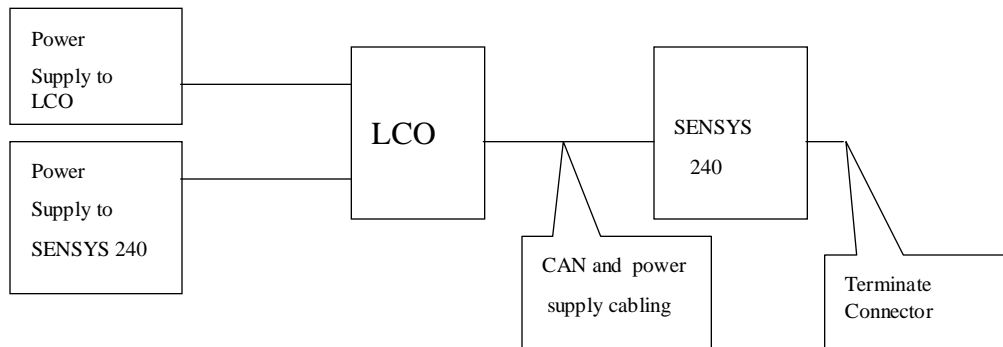 Power
Supply to
LCO
LCO
SENSYS
240
Power
Supply to
SENSYS 240
CAN and power
supply cabling
Terminate
Connector